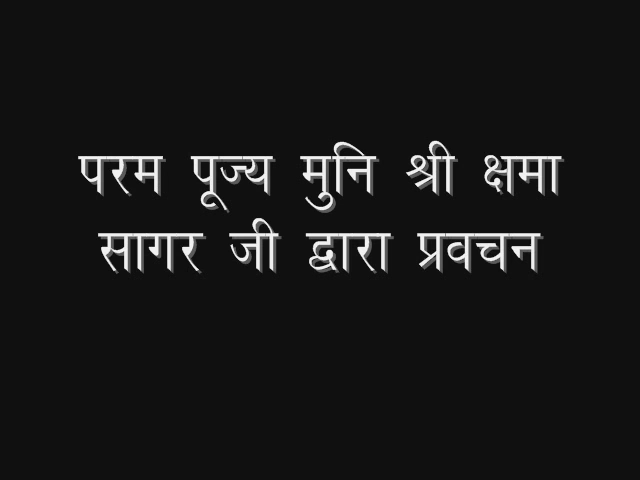 परम पूज्य मुनि श्री क्षमा
सागर जी द्वारा प्रवचन